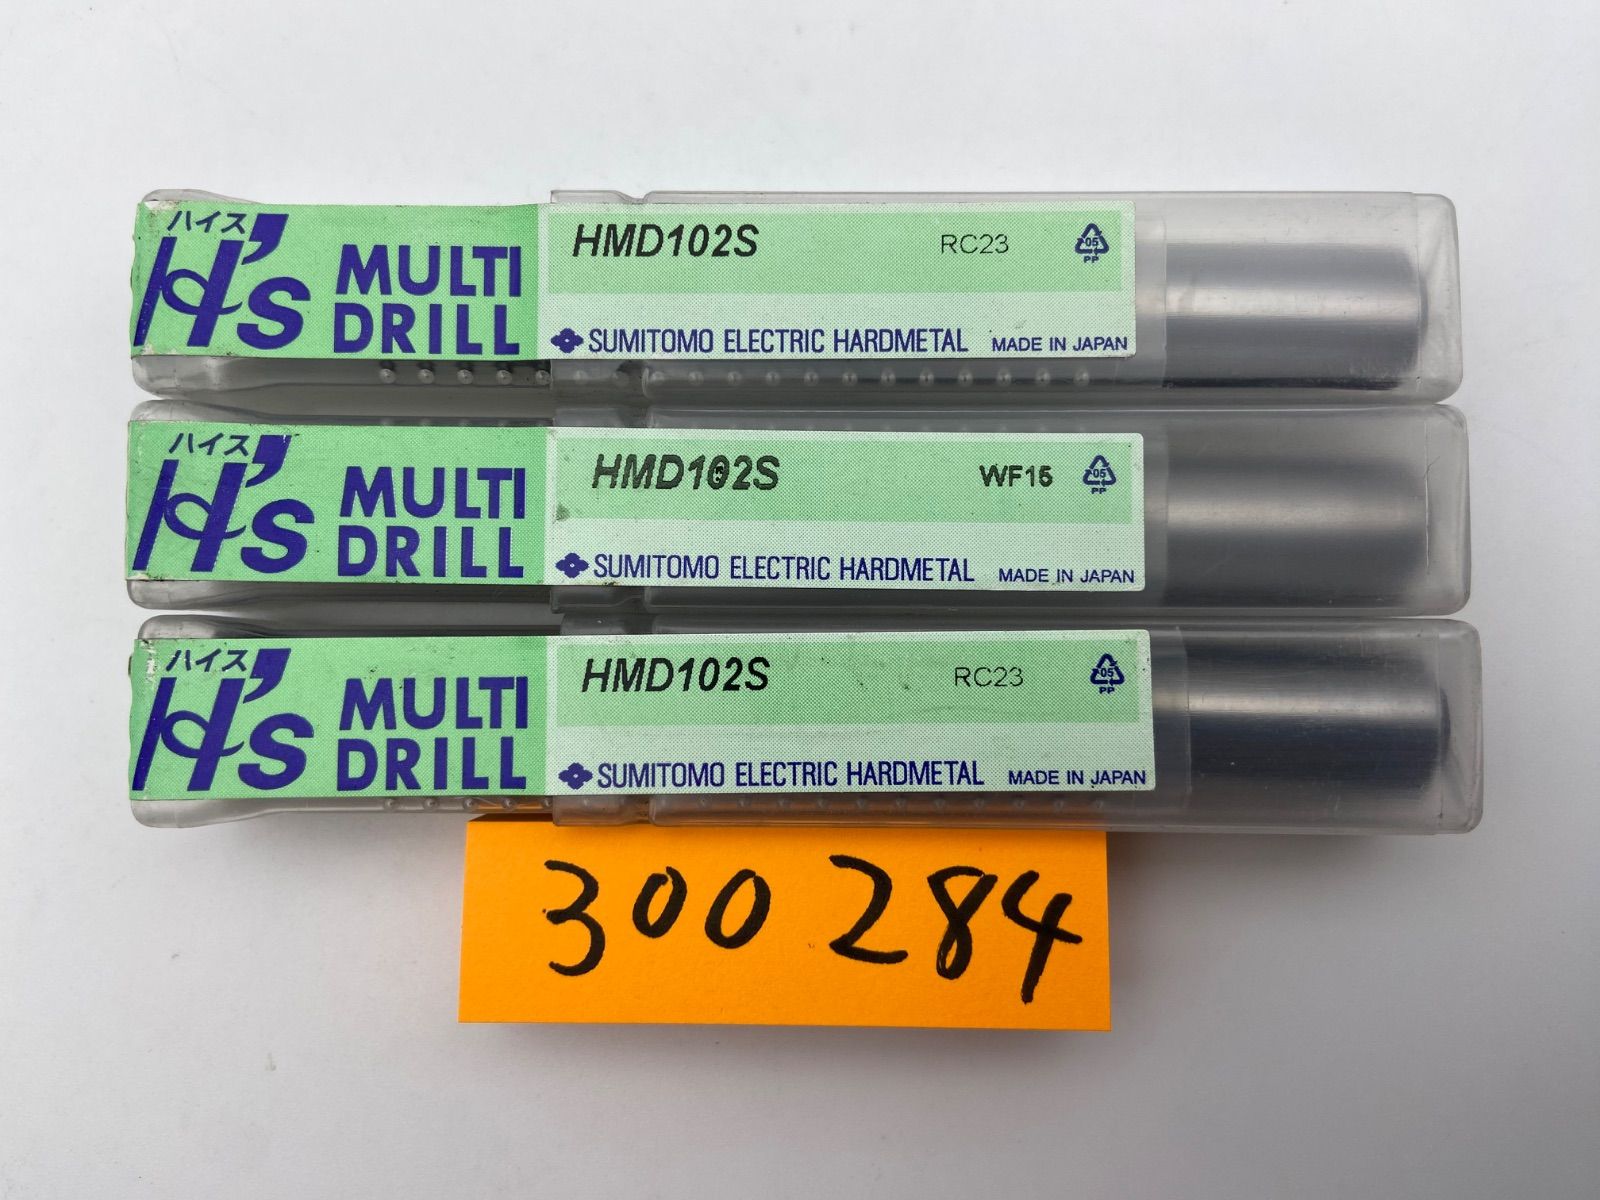 ハイス
H's MULTI DRILL
HMD102S RC23
05
PP
SUMITOMO ELECTRIC HARDMETAL MADE IN JAPAN
ハイス
H's MULTI DRILL
HMD102S WF15
05
PP
SUMITOMO ELECTRIC HARDMETAL MADE IN JAPAN
ハイス
H's MULTI DRILL
HMD102S RC23
05
PP
SUMITOMO ELECTRIC HARDMETAL MADE IN JAPAN
300 284